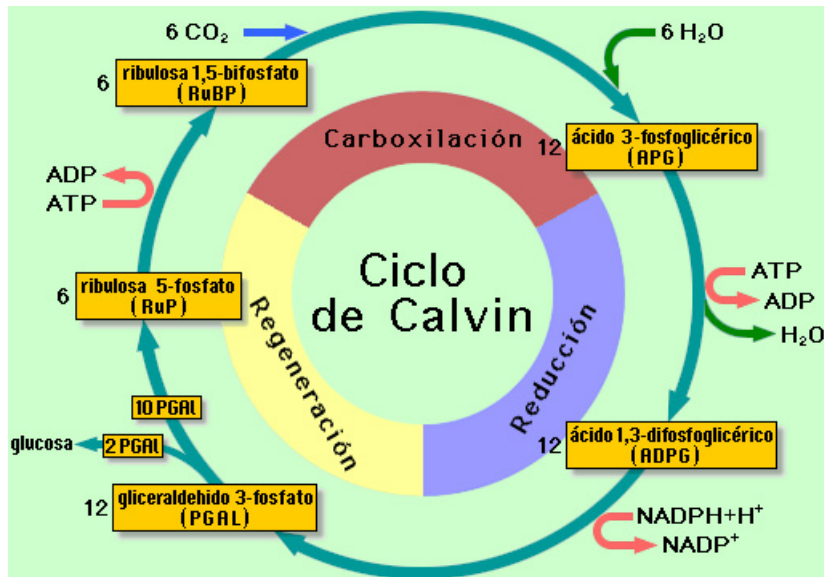 6 CO₂
6 H₂O
6
ribulosa 1,5-bifosfato
(RuBP)
Carboxilación
12
ácido 3-fosfoglicérico
(APG)
ADP
ATP
Ciclo
de Calvin
ATP
ADP
H₂O
6
ribulosa 5-fosfato
(RuP)
Regeneración
Reducción
10 PGAl
glucosa
2 PGAl
12
ácido 1,3-difosfoglicérico
(ADPG)
12
gliceraldehido 3-fosfato
(PGAL)
NADPH+H⁺
NADP⁺